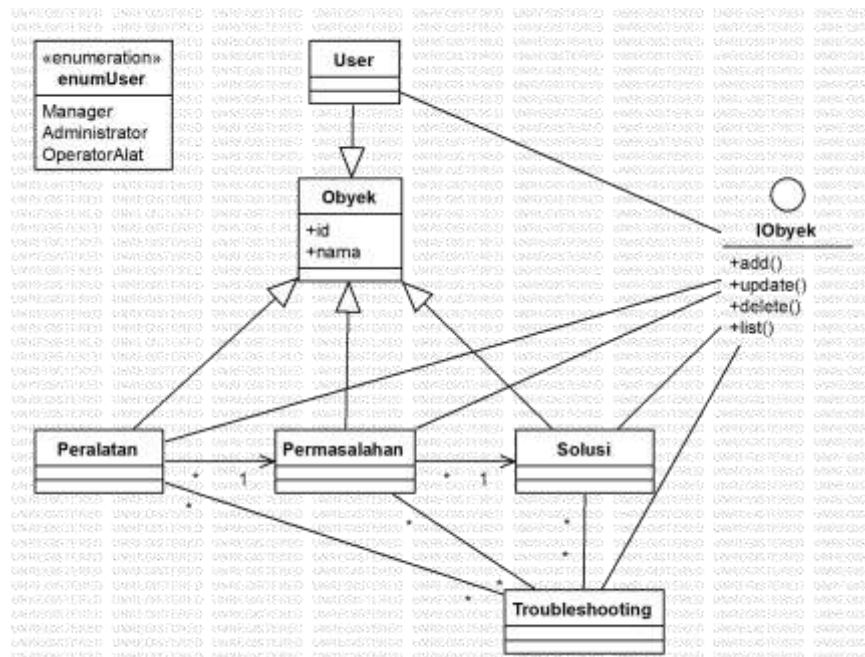 «enumeration»
enumUser
Manager
Administrator
OperatorAlat
User
Obyek
+id
+nama
IObyek
+add()
+update()
+delete()
+list()
Peralatan
* 1
Permasalahan
* 1
Solusi
*
*
*
*
*
*
Troubleshooting